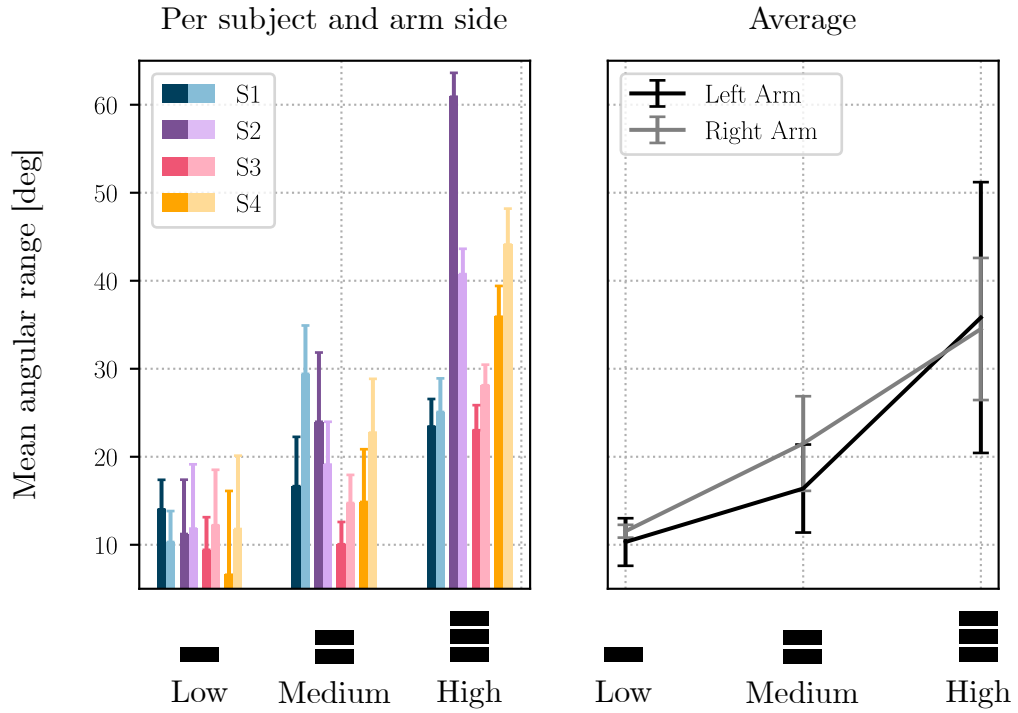 Per subject and arm side
Average
Mean angular range [deg]
60
50
40
30
20
10
S1
S2
S3
S4
Left Arm
Right Arm
Low
Medium
High
Low
Medium
High